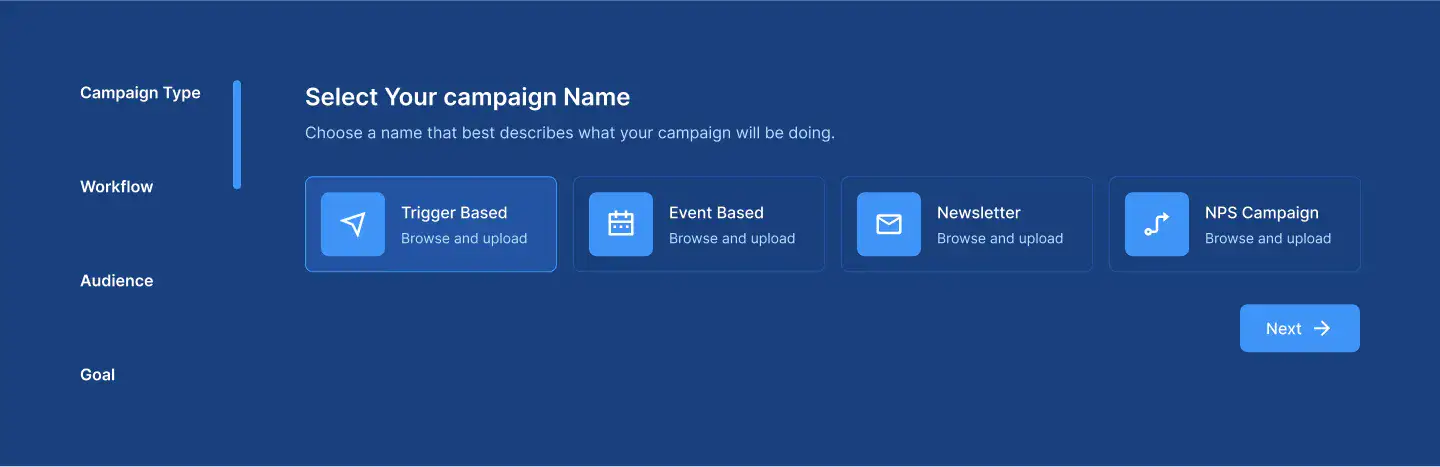 Campaign Type
Workflow
Audience
Goal
Select Your campaign Name
Choose a name that best describes what your campaign will be doing.
Trigger Based
Browse and upload
Event Based
Browse and upload
Newsletter
Browse and upload
NPS Campaign
Browse and upload
Next